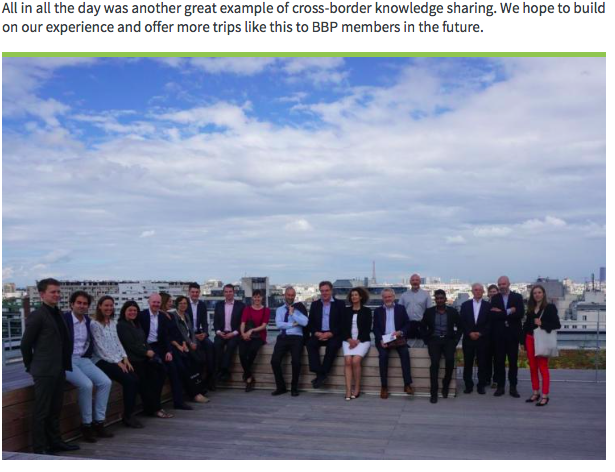 All in all the day was another great example of cross-border knowledge sharing. We hope to build
on our experience and offer more trips like this to BBP members in the future.